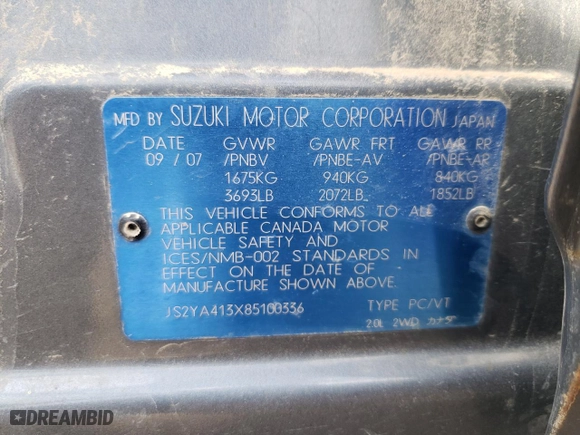 MFD BY SUZUKI MOTOR CORPORATION JAPAN
DATE GVWR GAWR FRT GAWR RR
09 / 07 /PNBV /PNBE-AV /PNBE-AR
1675KG 940KG 840KG
3693LB 2072LB 1852LB
THIS VEHICLE CONFORMS TO ALL
APPLICABLE CANADA MOTOR
VEHICLE SAFETY AND
ICES/NMB-002 STANDARDS IN
EFFECT ON THE DATE OF
MANUFACTURE SHOWN ABOVE.
JS2YA413X85100336 TYPE PC/VT
2.0L 2WD カナダ
DREAMBID